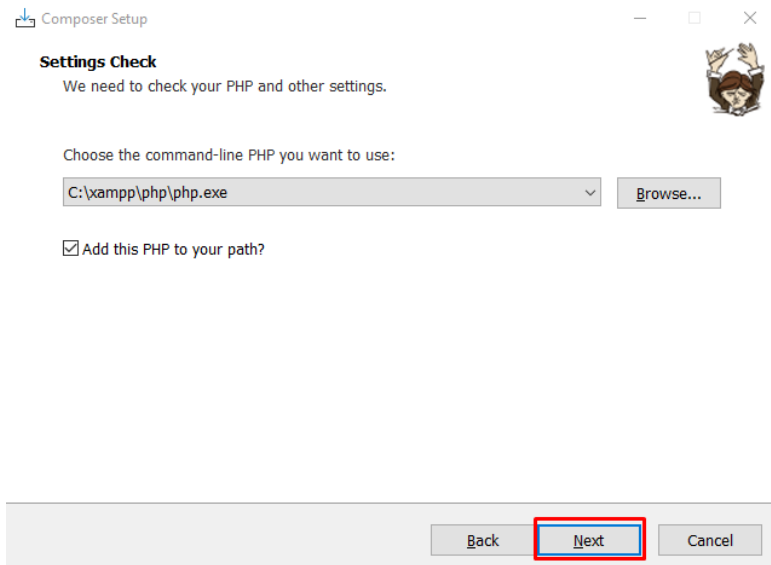 Composer Setup
Settings Check
We need to check your PHP and other settings.
Choose the command-line PHP you want to use:
C:\xampp\php\php.exe
Browse...
Add this PHP to your path?
Back
Next
Cancel